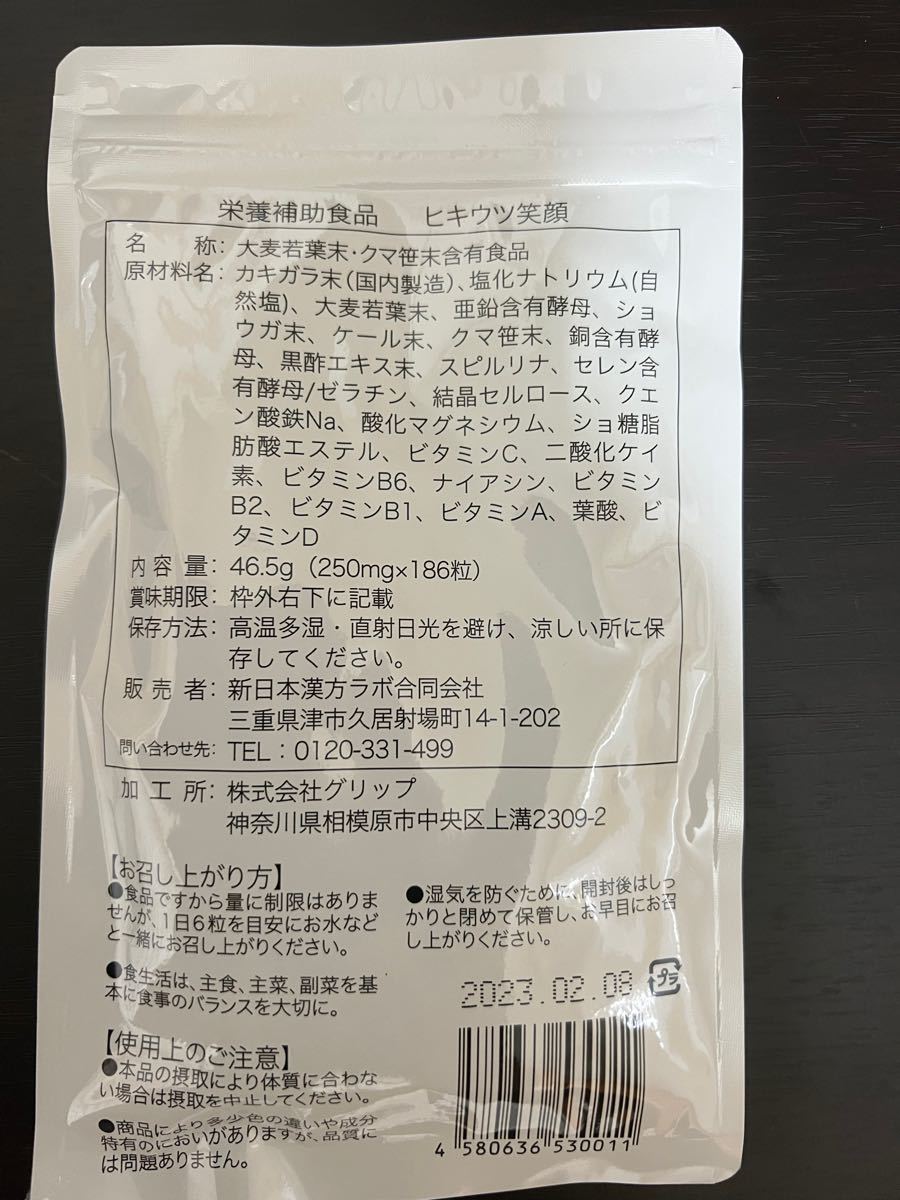 栄養補助食品　ヒキウツ笑顔
名称：大麦若葉末・クマ笹末含有食品
原材料名：カキガラ末（国内製造）、塩化ナトリウム(自
然塩)、大麦若葉末、亜鉛含有酵母、ショ
ウガ末、ケール末、クマ笹末、銅含有酵
母、黒酢エキス末、スピルリナ、セレン含
有酵母/ゼラチン、結晶セルロース、クエ
ン酸鉄Na、酸化マグネシウム、ショ糖脂
肪酸エステル、ビタミンC、二酸化ケイ
素、ビタミンB6、ナイアシン、ビタミン
B2、ビタミンB1、ビタミンA、葉酸、ビ
タミンD
内容量：46.5g（250mg×186粒）
賞味期限：枠外右下に記載
保存方法：高温多湿・直射日光を避け、涼しい所に保
存してください。
販売者：新日本漢方ラボ合同会社
三重県津市久居射場町14-1-202
問い合わせ先：TEL：0120-331-499
加工所：株式会社グリップ
神奈川県相模原市中央区上溝2309-2
【お召し上がり方】
●食品ですから量に制限はありま
せんが、1日6粒を目安にお水など
と一緒にお召し上がりください。
●食生活は、主食、主菜、副菜を基
本に食事のバランスを大切に。
【使用上のご注意】
●本品の摂取により体質に合わな
い場合は摂取を中止してください。
●商品により多少色の違いや成分
特有のにおいがありますが、品質に
は問題ありません。
●湿気を防ぐために、開封後はしっ
かりと閉めて保管し、お早目にお召
し上がりください。
2023.02.08
プラ
4 580636 530011